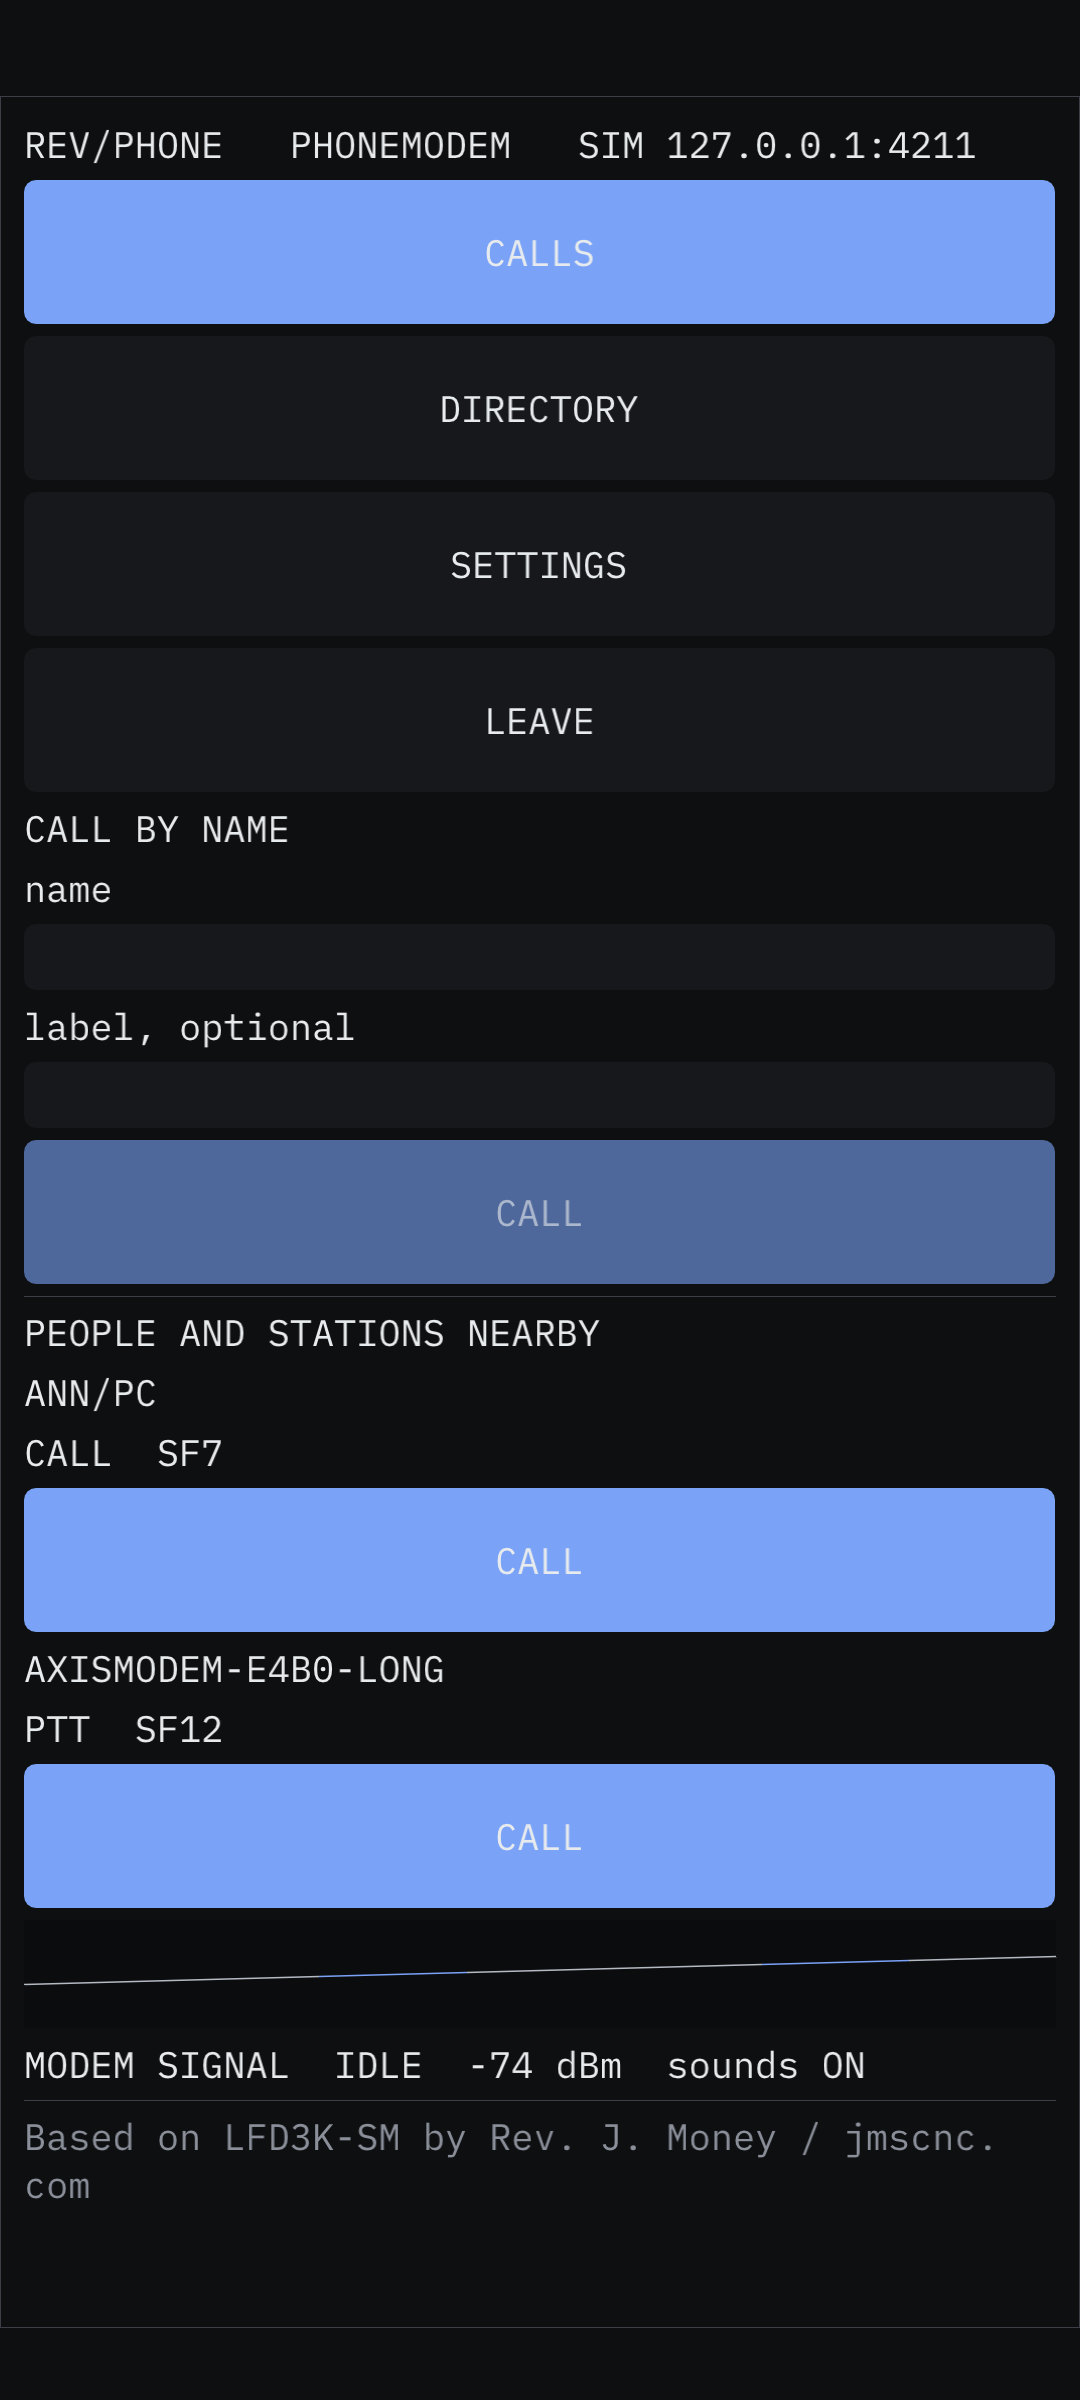 REV/PHONE   PHONEMODEM   SIM 127.0.0.1:4211
CALLS
DIRECTORY
SETTINGS
LEAVE
CALL BY NAME
name
label, optional
CALL
PEOPLE AND STATIONS NEARBY
ANN/PC
CALL  SF7
CALL
AXISMODEM-E4B0-LONG
PTT  SF12
CALL
MODEM SIGNAL  IDLE  -74 dBm  sounds ON
Based on LFD3K-SM by Rev. J. Money / jmscnc.
com